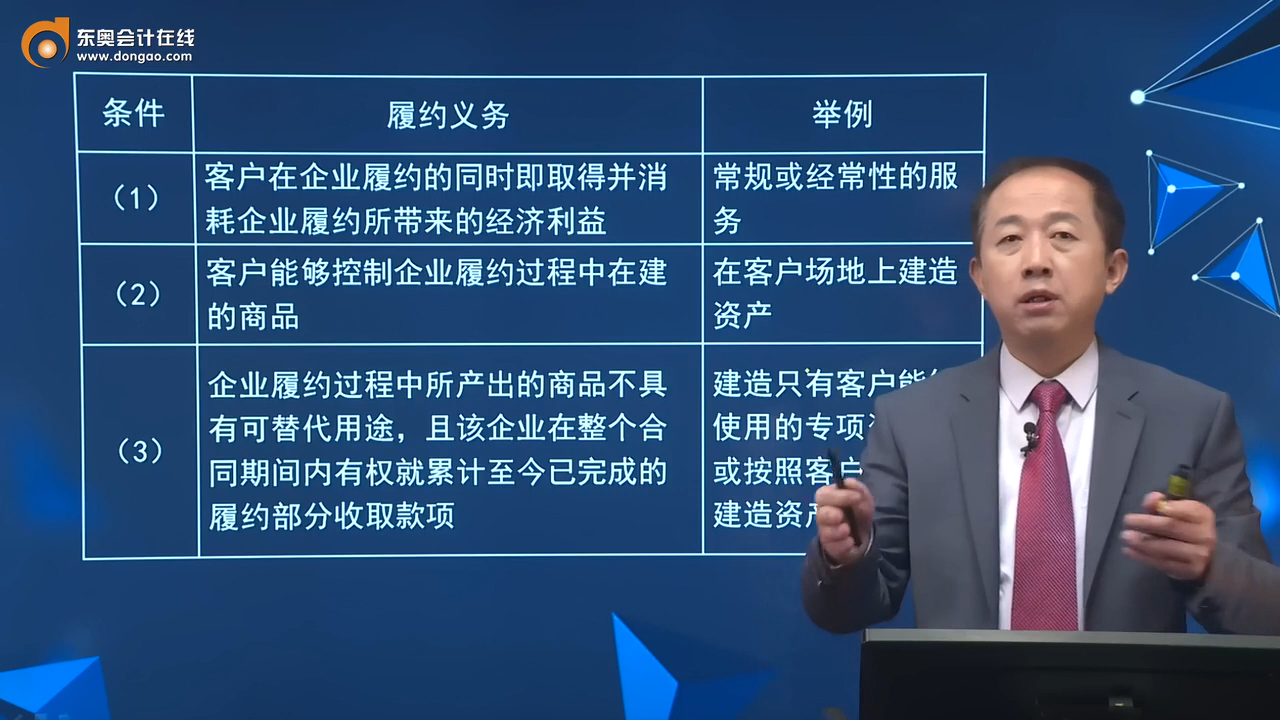 东奥会计在线
www.dongao.com
条件
履约义务
举例
（1）
客户在企业履约的同时即取得并消
耗企业履约所带来的经济利益
常规或经常性的服
务
（2）
客户能够控制企业履约过程中在建
的商品
在客户场地上建造
资产
（3）
企业履约过程中所产出的商品不具
有可替代用途，且该企业在整个合
同期间内有权就累计至今已完成的
履约部分收取款项
建造只有客户能
使用的专项
或按照客户
建造资